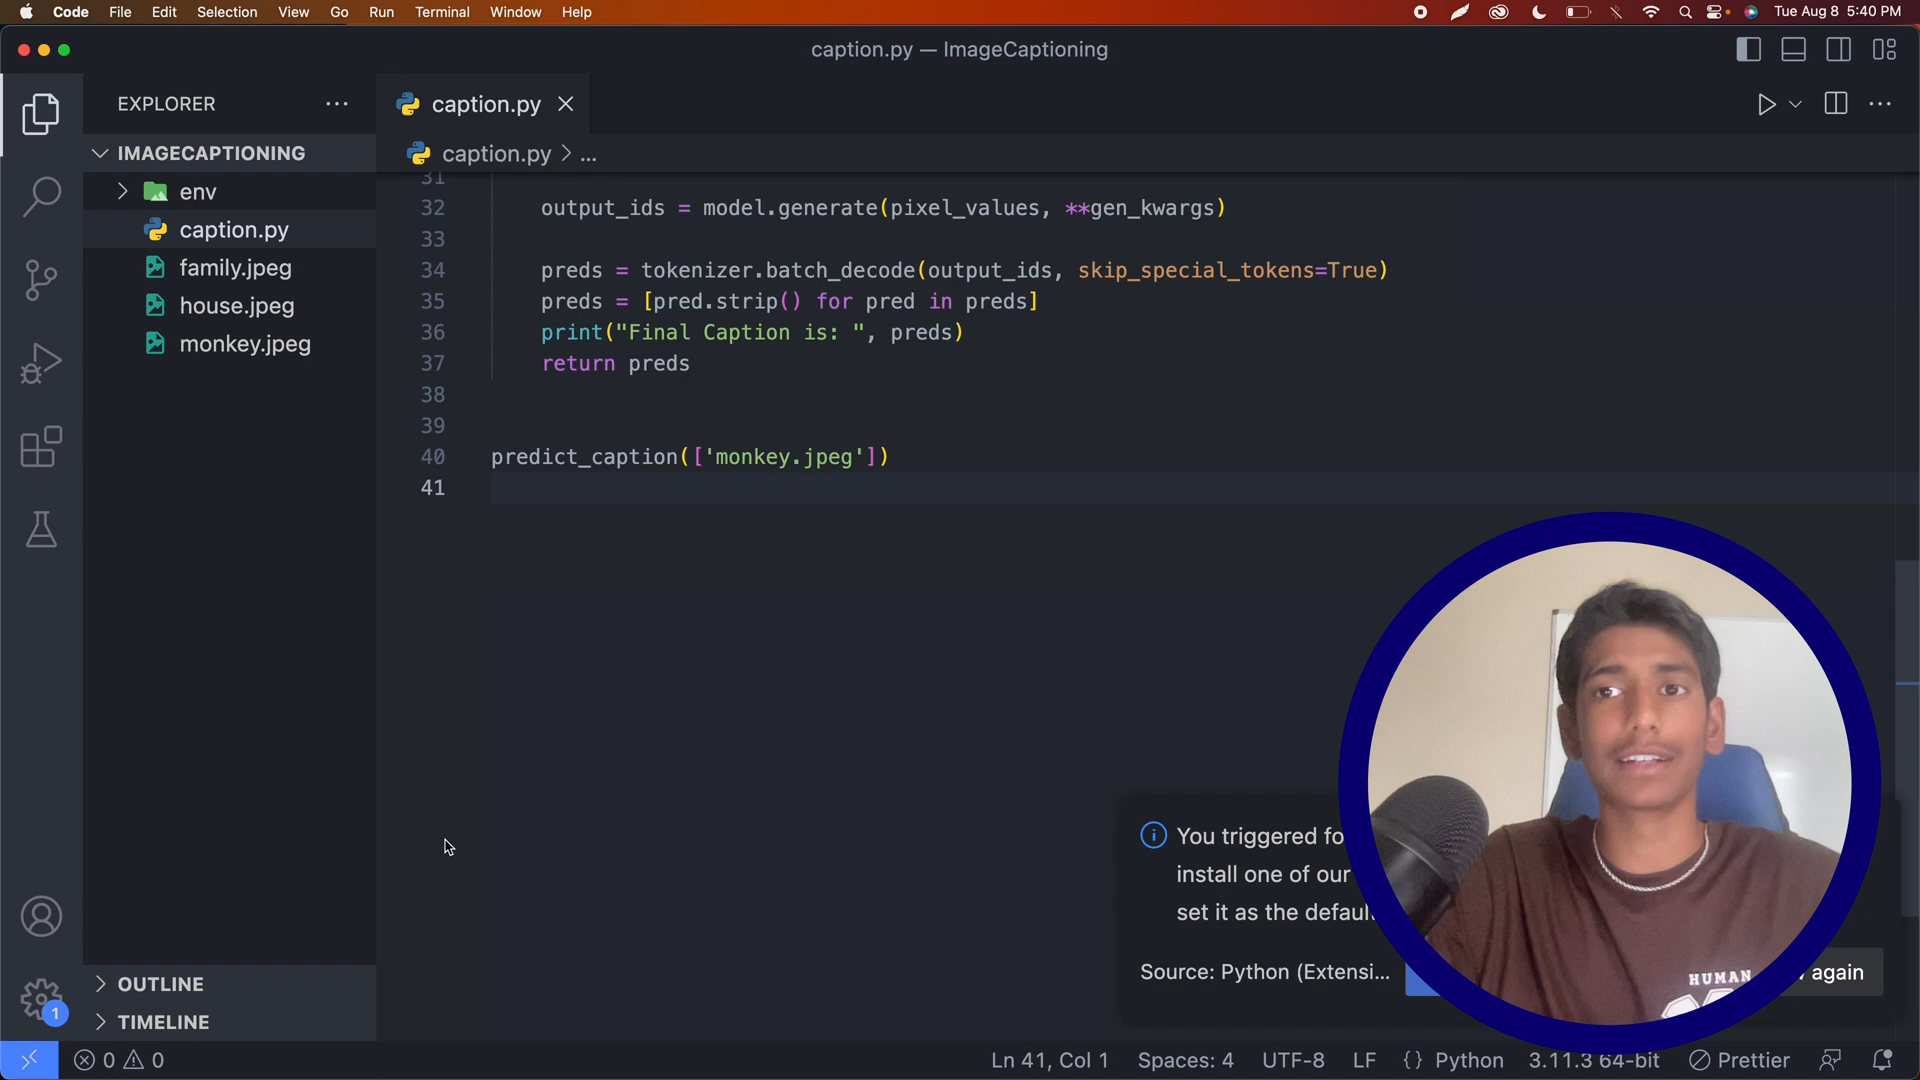 Code File Edit Selection View Go Run Terminal Window Help
Tue Aug 8 5:40 PM
caption.py — ImageCaptioning
EXPLORER
IMAGECAPTIONING
env
caption.py
family.jpeg
house.jpeg
monkey.jpeg
OUTLINE
TIMELINE
1
caption.py
caption.py > ...
31
32 output_ids = model.generate(pixel_values, **gen_kwargs)
33
34 preds = tokenizer.batch_decode(output_ids, skip_special_tokens=True)
35 preds = [pred.strip() for pred in preds]
36 print("Final Caption is: ", preds)
37 return preds
38
39
40 predict_caption(['monkey.jpeg'])
41
You triggered fo
install one of our
set it as the defaul
Source: Python (Extensi...
again
HUMAN
0 0
Ln 41, Col 1 Spaces: 4 UTF-8 LF {} Python 3.11.3 64-bit Prettier